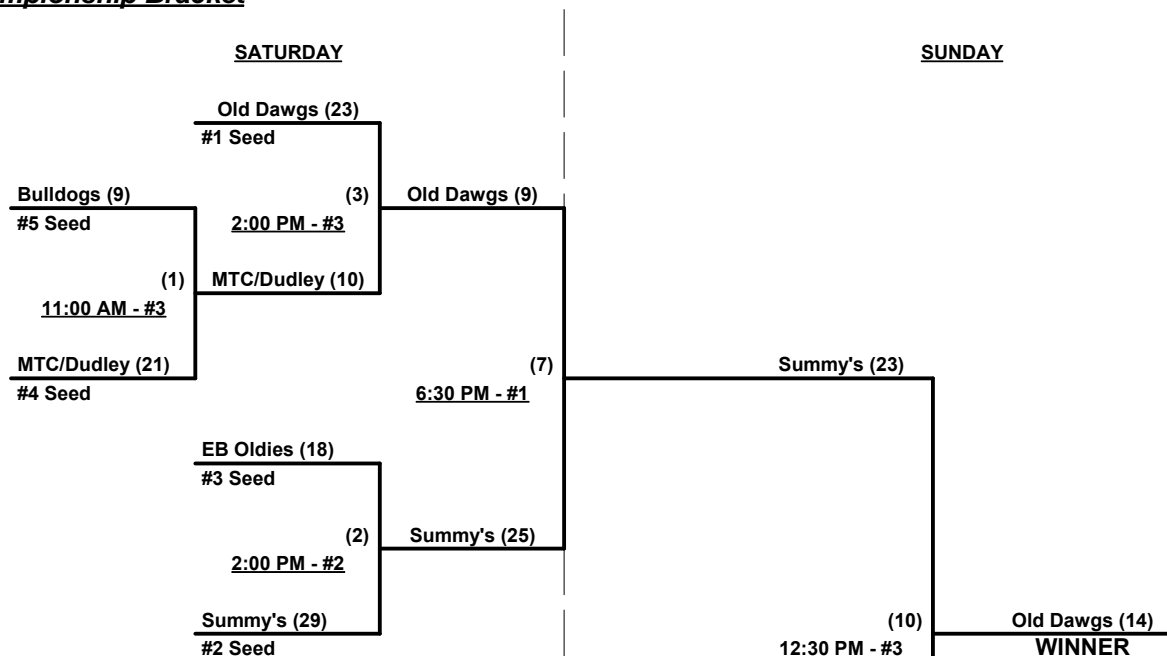 Championship Bracket
SATURDAY
SUNDAY
Old Dawgs (23)
#1 Seed
Bulldogs (9)
(3)
Old Dawgs (9)
#5 Seed
2:00 PM - #3
(1)
MTC/Dudley (10)
11:00 AM - #3
MTC/Dudley (21)
(7)
Summy's (23)
#4 Seed
6:30 PM - #1
EB Oldies (18)
#3 Seed
(2)
Summy's (25)
2:00 PM - #2
Summy's (29)
(10)
Old Dawgs (14)
#2 Seed
12:30 PM - #3
WINNER